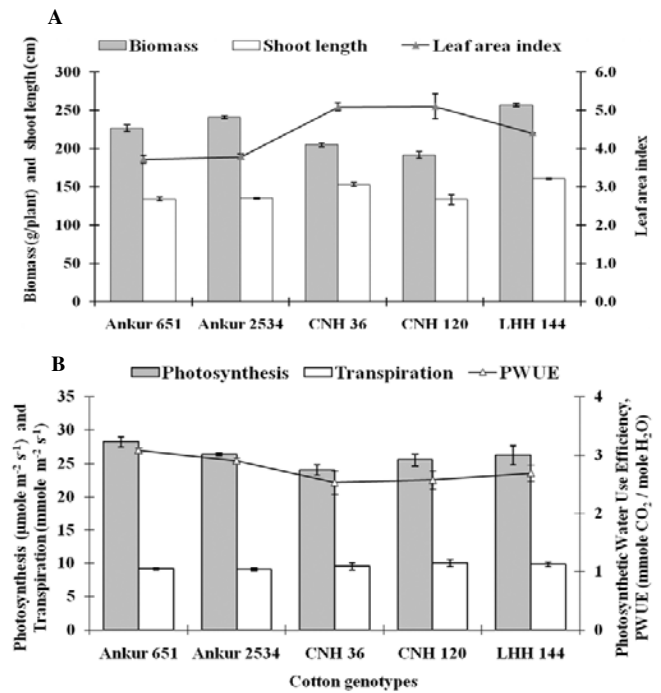 A
Biomass Shoot length Leaf area index
Biomass (g/plant) and shoot length (cm)
300
250
200
150
100
50
0
6.0
5.0
4.0
3.0
2.0
1.0
0.0
Leaf area index
Ankur 651 Ankur 2534 CNH 36 CNH 120 LHH 144
B
Photosynthesis Transpiration PWUE
Photosynthesis (μmole m⁻² s⁻¹) and
Transpiration (mmole m⁻² s⁻¹)
35
30
25
20
15
10
5
0
4
3
2
1
0
Photosynthetic Water Use Efficiency,
PWUE (mmole CO₂ / mole H₂O)
Ankur 651 Ankur 2534 CNH 36 CNH 120 LHH 144
Cotton genotypes